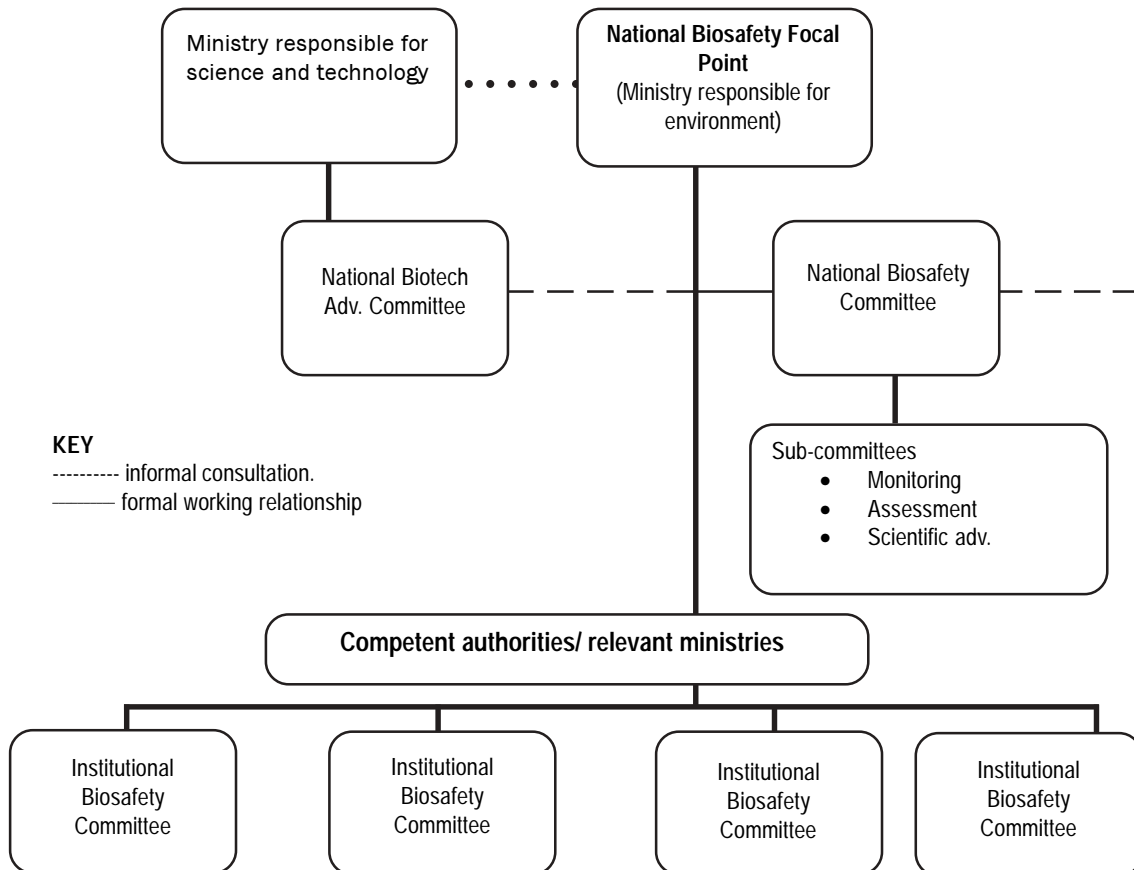 Ministry responsible for
science and technology
National Biosafety Focal
Point
(Ministry responsible for
environment)
National Biotech
Adv. Committee
National Biosafety
Committee
KEY
---------- informal consultation.
——— formal working relationship
Sub-committees
● Monitoring
● Assessment
● Scientific adv.
Competent authorities/ relevant ministries
Institutional
Biosafety
Committee
Institutional
Biosafety
Committee
Institutional
Biosafety
Committee
Institutional
Biosafety
Committee